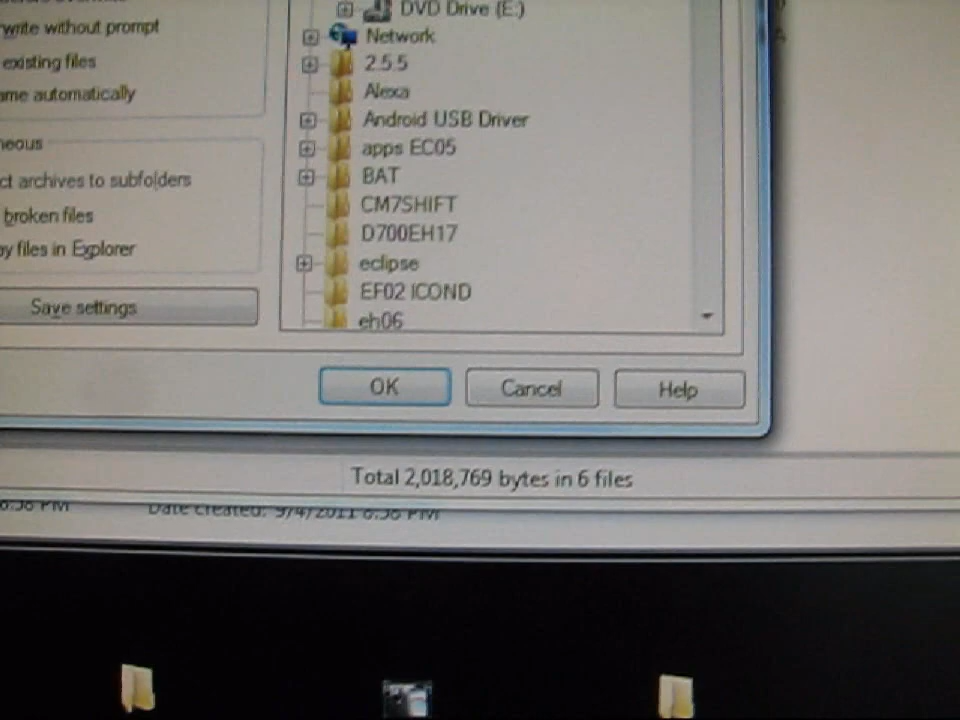 write without prompt
existing files
ame automatically
neous
ct archives to subfolders
broken files
ay files in Explorer
Save settings
DVD Drive (E:)
Network
2.5.5
Alexa
Android USB Driver
apps EC05
BAT
CM7SHIFT
D700EH17
eclipse
EF02 ICOND
eh06
OK
Cancel
Help
Total 2,018,769 bytes in 6 files
Date created: 9/4/2011 6:36 PM